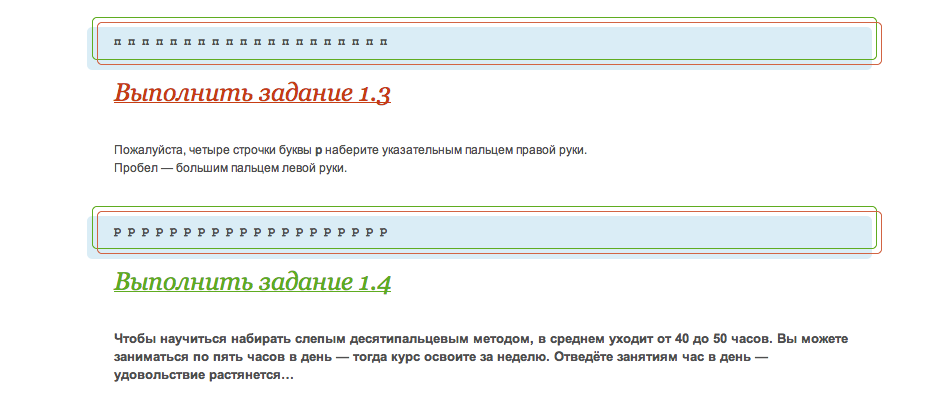 п п п п п п п п п п п п п п п п п п п п
Выполнить задание 1.3
Пожалуйста, четыре строчки буквы р наберите указательным пальцем правой руки.
Пробел — большим пальцем левой руки.
р р р р р р р р р р р р р р р р р р р р
Выполнить задание 1.4
Чтобы научиться набирать слепым десятипальцевым методом, в среднем уходит от 40 до 50 часов. Вы можете
заниматься по пять часов в день — тогда курс освоите за неделю. Отведёте занятиям час в день —
удовольствие растянется…